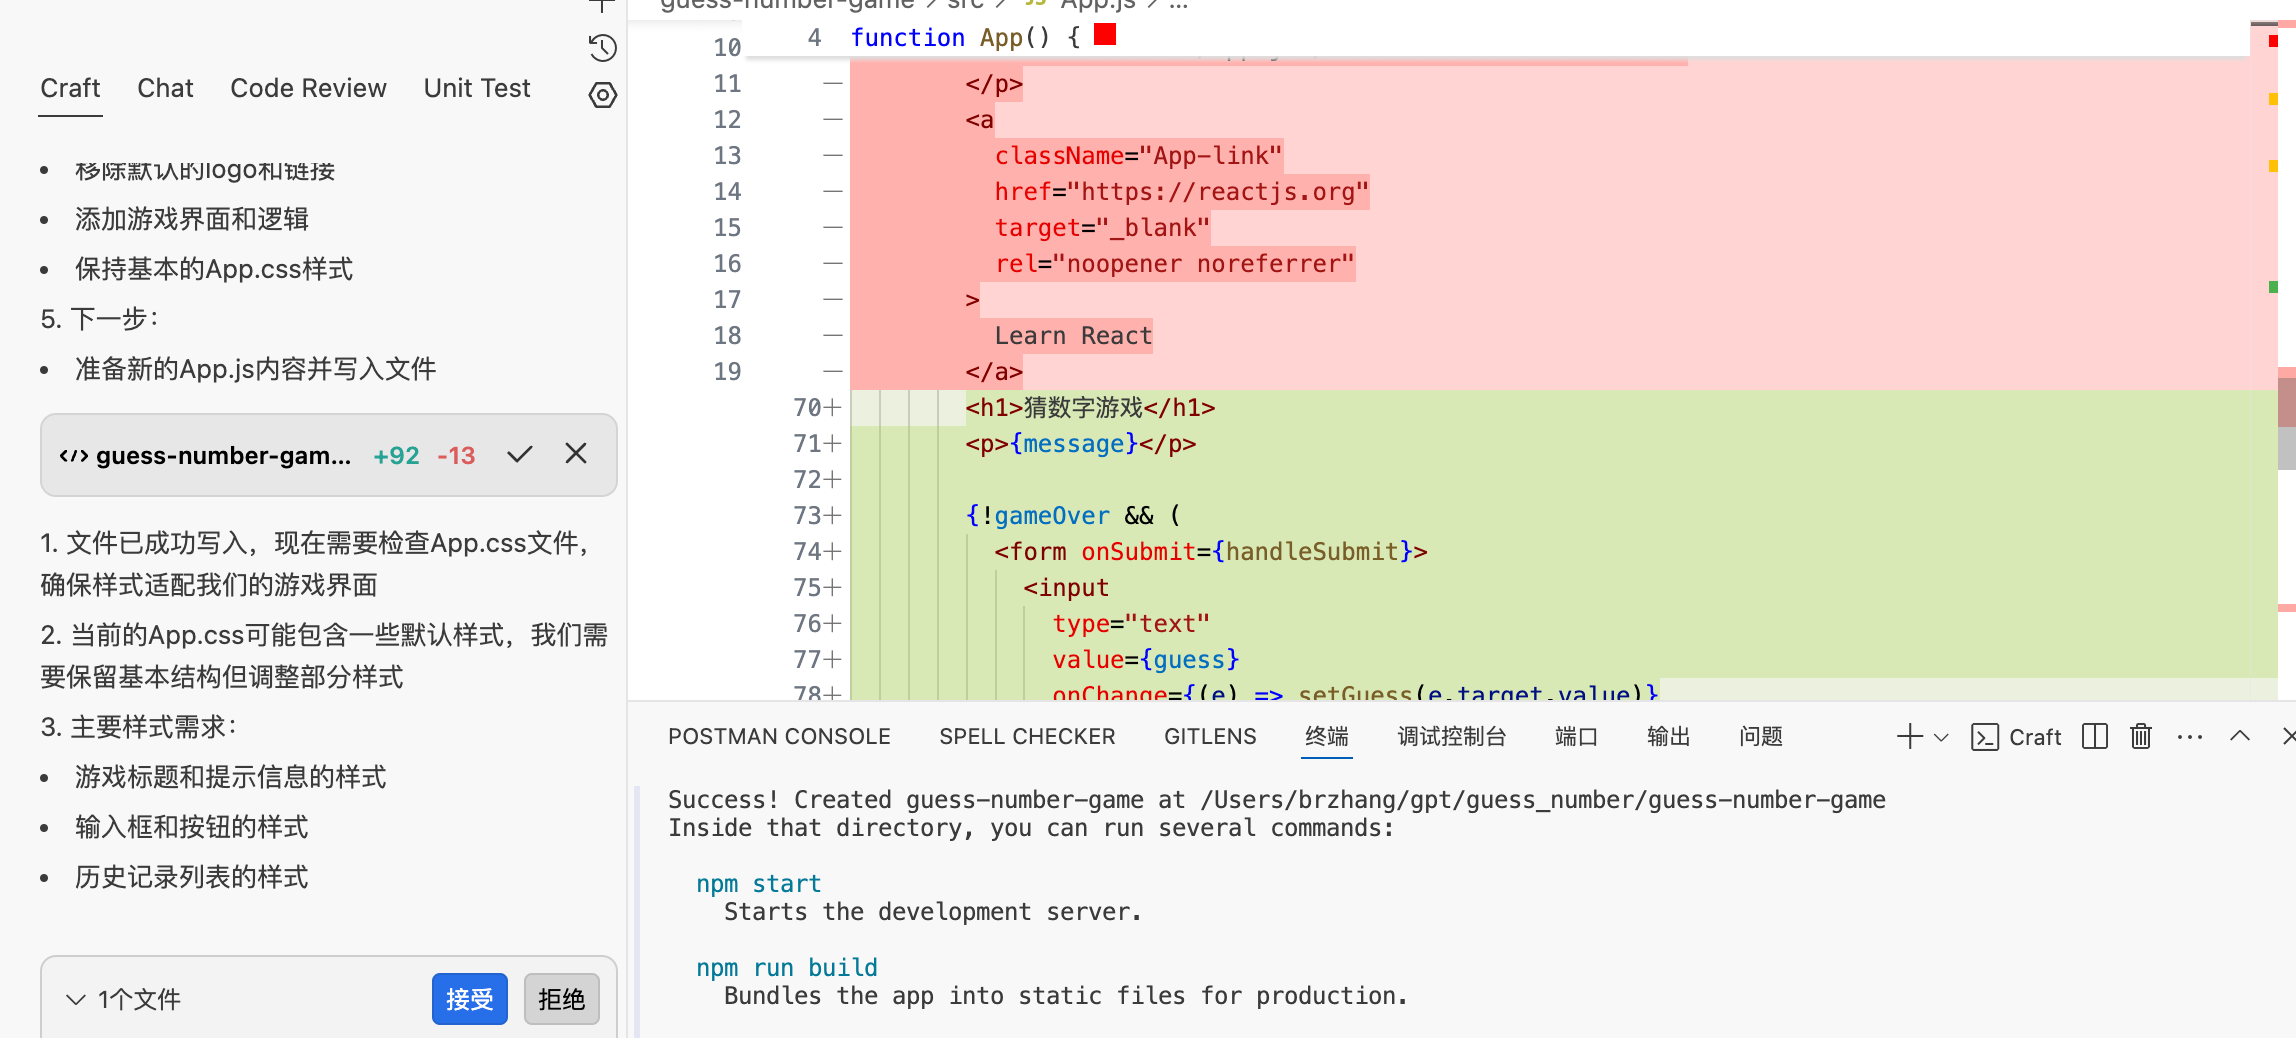 Craft Chat Code Review Unit Test
• 移除默认的logo和链接
• 添加游戏界面和逻辑
• 保持基本的App.css样式
5. 下一步：
• 准备新的App.js内容并写入文件
</> guess-number-gam... +92 -13
1. 文件已成功写入，现在需要检查App.css文件，
确保样式适配我们的游戏界面
2. 当前的App.css可能包含一些默认样式，我们需
要保留基本结构但调整部分样式
3. 主要样式需求：
• 游戏标题和提示信息的样式
• 输入框和按钮的样式
• 历史记录列表的样式
1个文件 接受 拒绝
guess-number-game > src > JS App.js > ...
4 function App() {
10
11 — </p>
12 — <a
13 — className="App-link"
14 — href="https://reactjs.org"
15 — target="_blank"
16 — rel="noopener noreferrer"
17 — >
18 — Learn React
19 — </a>
70+ <h1>猜数字游戏</h1>
71+ <p>{message}</p>
72+
73+ {!gameOver && (
74+ <form onSubmit={handleSubmit}>
75+ <input
76+ type="text"
77+ value={guess}
78+ onChange={(e) => setGuess(e.target.value)}
POSTMAN CONSOLE SPELL CHECKER GITLENS 终端 调试控制台 端口 输出 问题 Craft
Success! Created guess-number-game at /Users/brzhang/gpt/guess_number/guess-number-game
Inside that directory, you can run several commands:
npm start
Starts the development server.
npm run build
Bundles the app into static files for production.